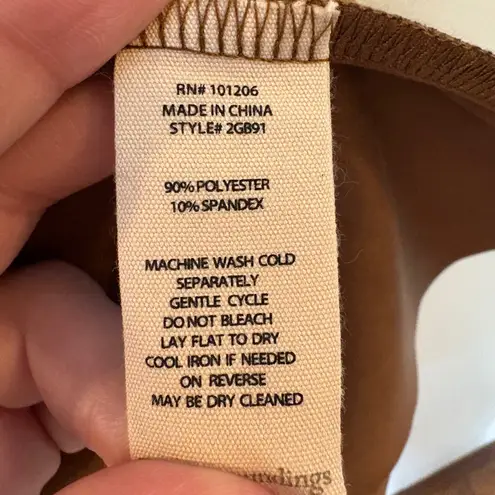 RN# 101206
MADE IN CHINA
STYLE# 2GB91
90% POLYESTER
10% SPANDEX
MACHINE WASH COLD
SEPARATELY
GENTLE CYCLE
DO NOT BLEACH
LAY FLAT TO DRY
COOL IRON IF NEEDED
ON REVERSE
MAY BE DRY CLEANED